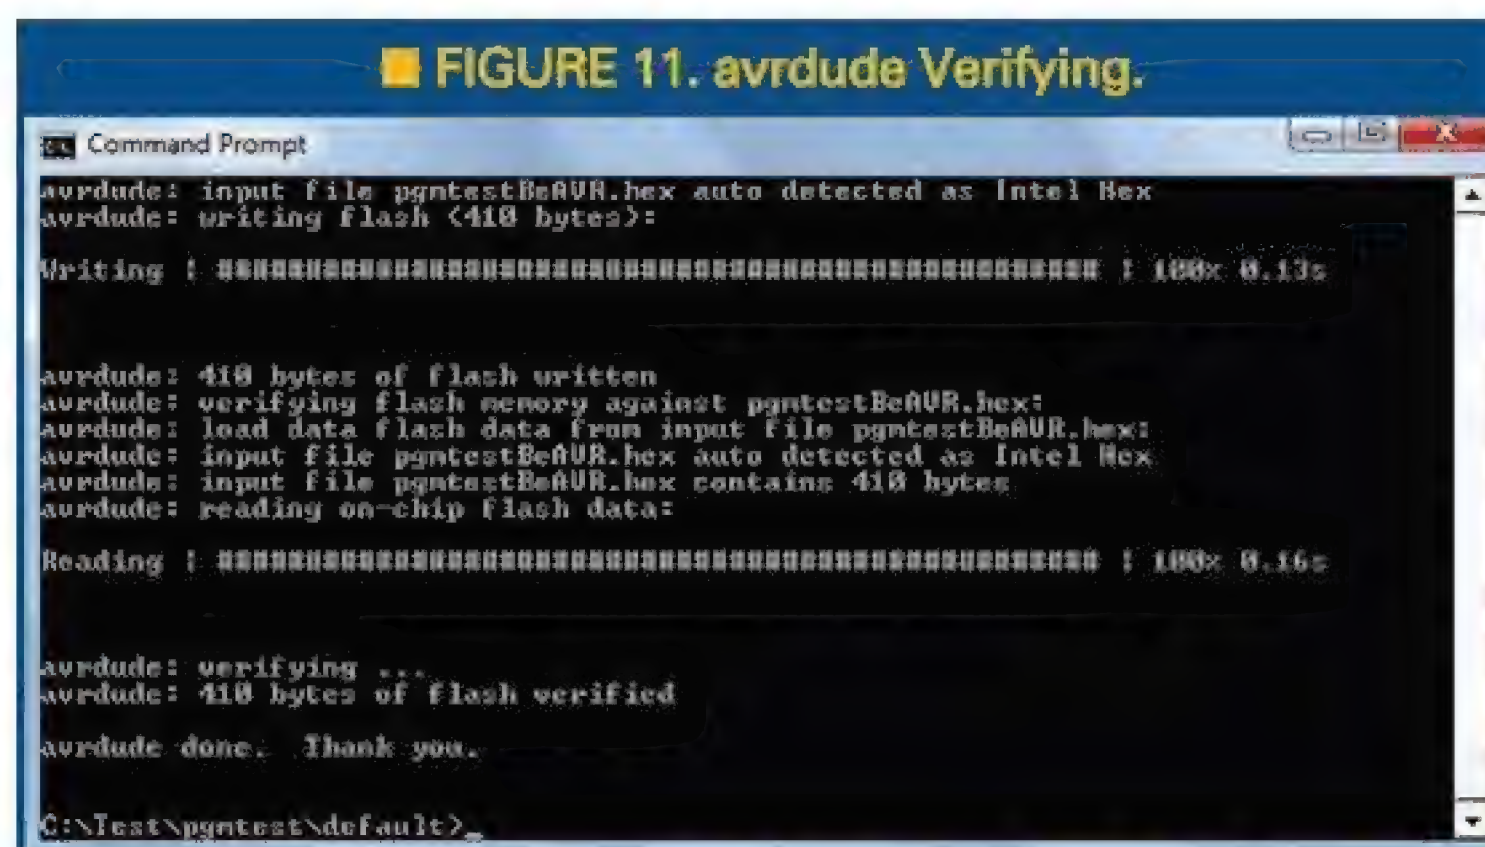 FIGURE 11. avrdude Verifying.
Command Prompt
avrdude: input file pgmtestBeAVR.hex auto detected as Intel Hex
avrdude: writing flash (410 bytes):
Writing | ################################################## | 100% 0.13s
avrdude: 410 bytes of flash written
avrdude: verifying flash memory against pgmtestBeAVR.hex:
avrdude: load data flash data from input file pgmtestBeAVR.hex:
avrdude: input file pgmtestBeAVR.hex auto detected as Intel Hex
avrdude: input file pgmtestBeAVR.hex contains 410 bytes
avrdude: reading on-chip flash data:
Reading | ################################################## | 100% 0.16s
avrdude: verifying ...
avrdude: 410 bytes of flash verified
avrdude done.  Thank you.
C:\Test\pgmtest\default>_